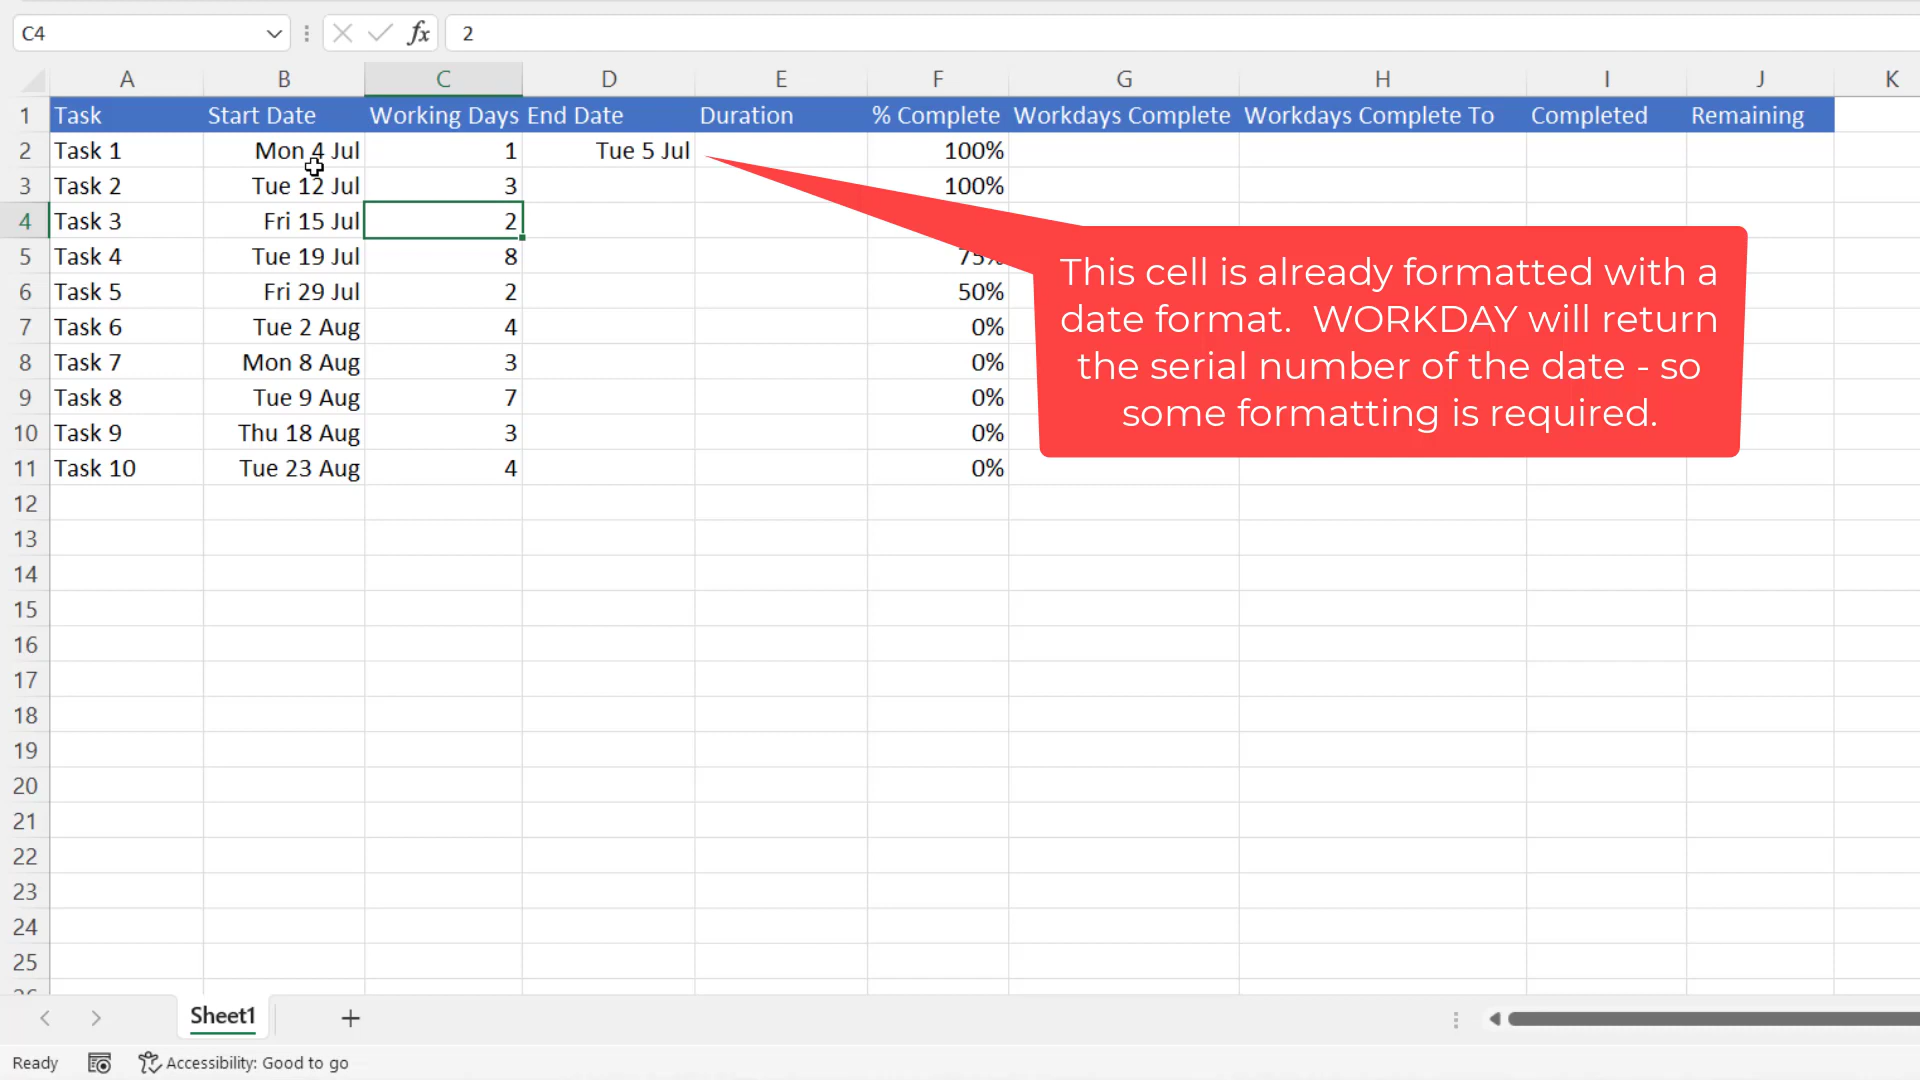 C4 fx 2
A B C D E F G H I J K
1 Task Start Date Working Days End Date Duration % Complete Workdays Complete Workdays Complete To Completed Remaining
2 Task 1 Mon 4 Jul 1 Tue 5 Jul 100%
3 Task 2 Tue 12 Jul 3 100%
4 Task 3 Fri 15 Jul 2
5 Task 4 Tue 19 Jul 8 75%
6 Task 5 Fri 29 Jul 2 50%
7 Task 6 Tue 2 Aug 4 0%
8 Task 7 Mon 8 Aug 3 0%
9 Task 8 Tue 9 Aug 7 0%
10 Task 9 Thu 18 Aug 3 0%
11 Task 10 Tue 23 Aug 4 0%
This cell is already formatted with a
date format. WORKDAY will return
the serial number of the date - so
some formatting is required.
12
13
14
15
16
17
18
19
20
21
22
23
24
25
Sheet1
Ready Accessibility: Good to go